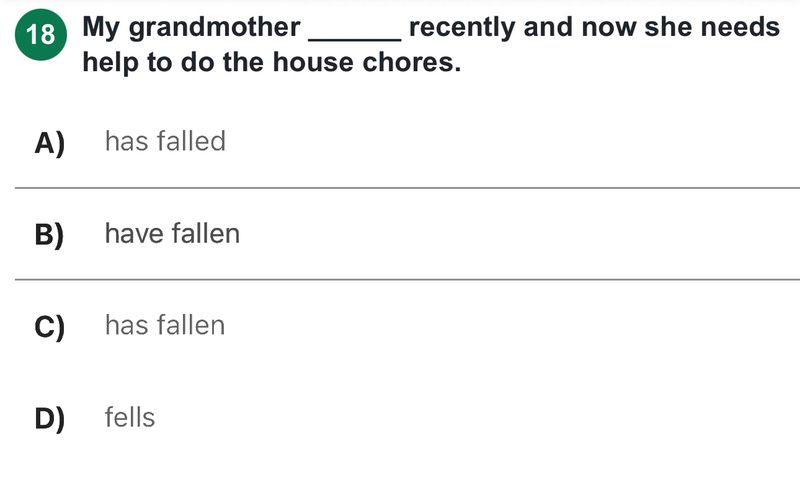 18 My grandmother ______ recently and now she needs
help to do the house chores.
A) has falled
B) have fallen
C) has fallen
D) fells